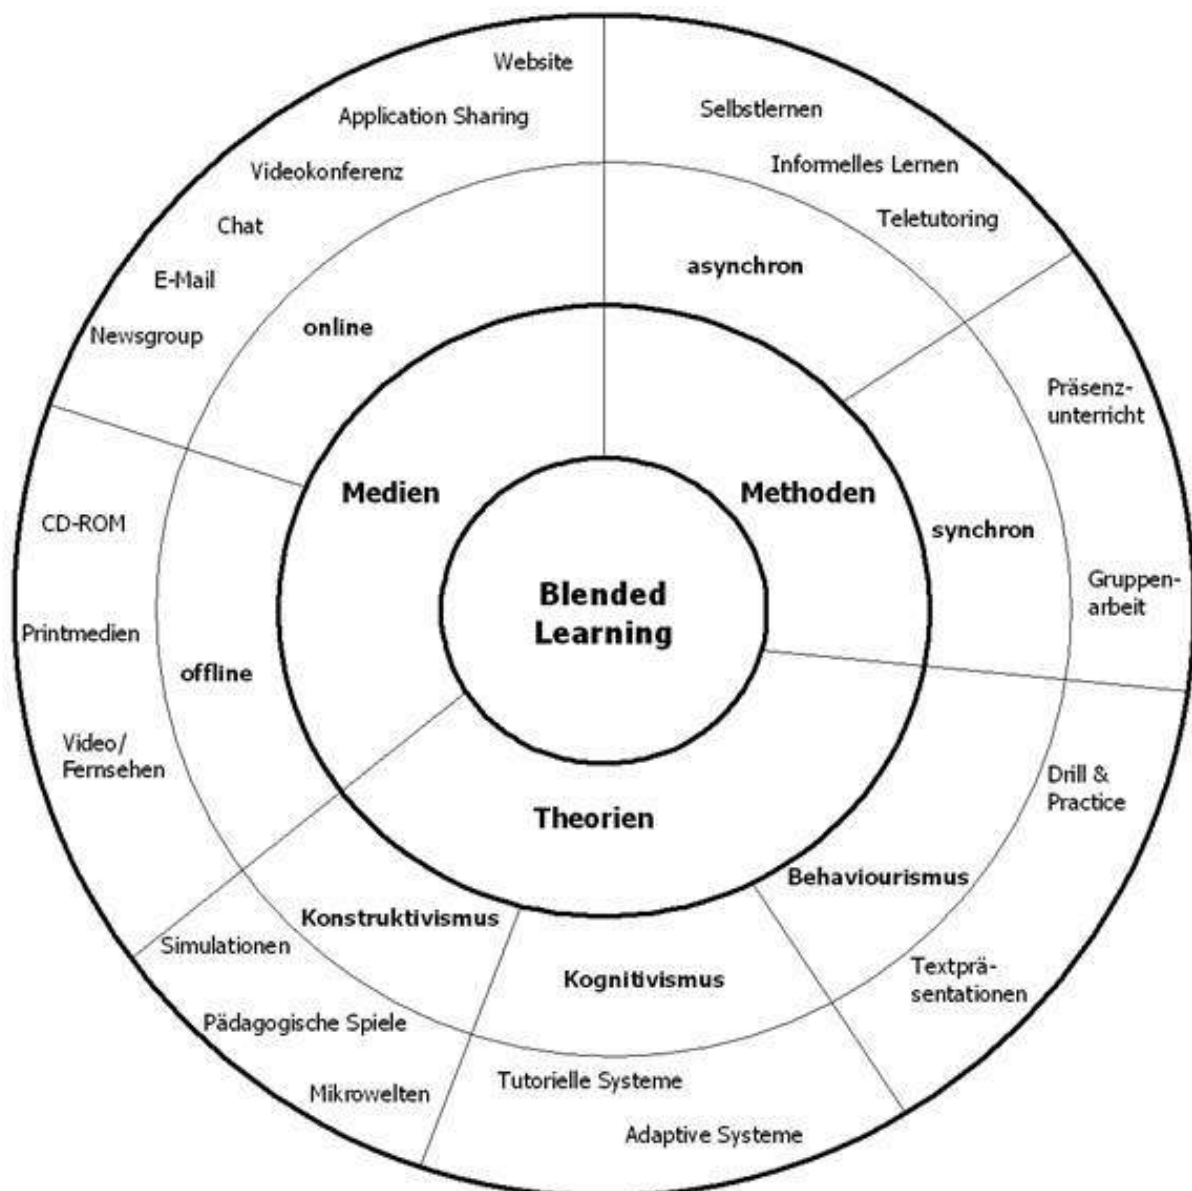 Website
Application Sharing
Videokonferenz
Chat
E-Mail
Newsgroup
online
Selbstlernen
Informelles Lernen
Teletutoring
asynchron
Präsenz-
unterricht
Gruppen-
arbeit
synchron
Medien
Methoden
Blended
Learning
CD-ROM
Printmedien
Video/
Fernsehen
offline
Theorien
Drill &
Practice
Textprä-
sentationen
Behaviourismus
Konstruktivismus
Simulationen
Pädagogische Spiele
Mikrowelten
Kognitivismus
Tutorielle Systeme
Adaptive Systeme